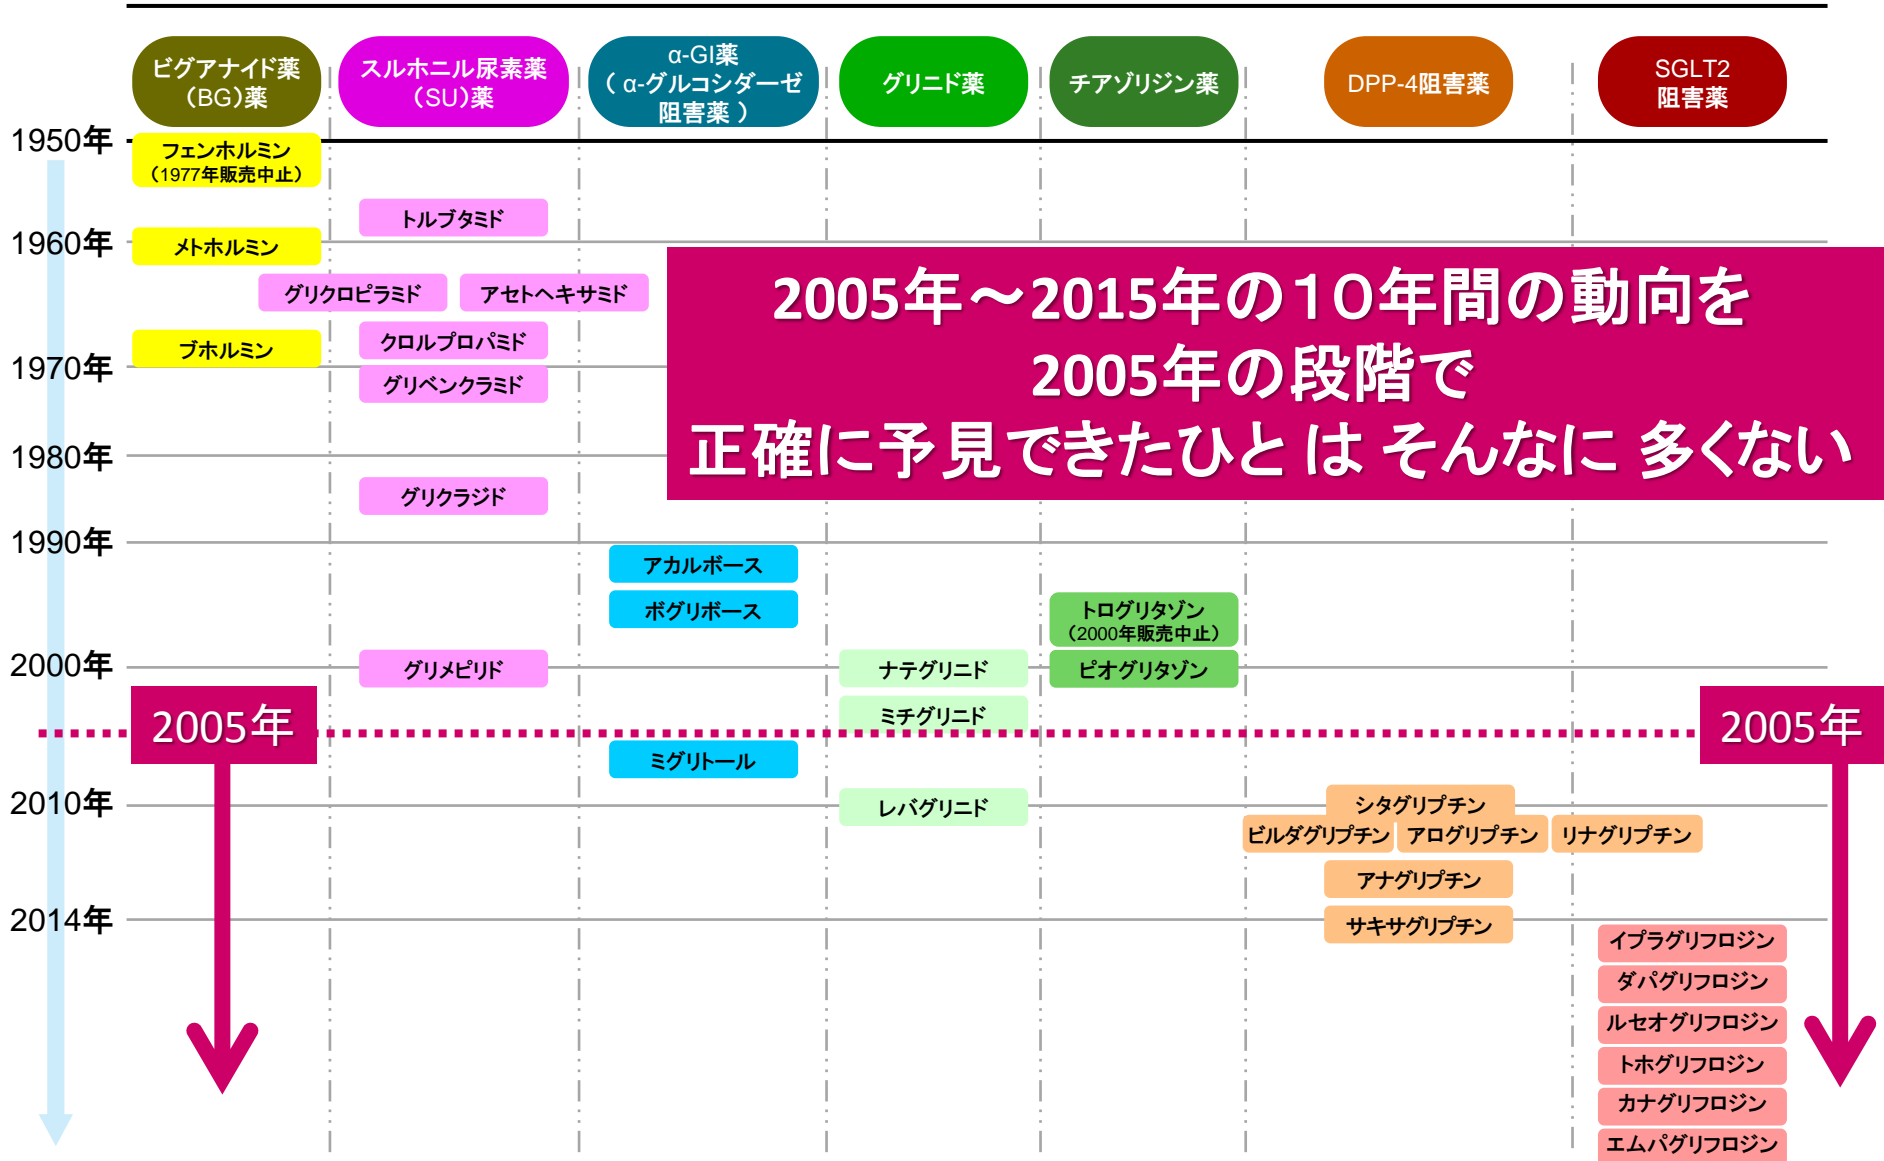 ビグアナイド薬
（BG）薬
スルホニル尿素薬
（SU）薬
α-GI薬
（ α-グルコシダーゼ
阻害薬 ）
グリニド薬
チアゾリジン薬
DPP-4阻害薬
SGLT2
阻害薬
1950年
フェンホルミン
（1977年販売中止）
トルブタミド
1960年
メトホルミン
グリクロピラミド
アセトヘキサミド
2005年～2015年の１０年間の動向を
2005年の段階で
正確に予見できたひと は そんなに 多くない
ブホルミン
クロルプロパミド
1970年
グリベンクラミド
1980年
グリクラジド
1990年
アカルボース
ボグリボース
トログリタゾン
（2000年販売中止）
2000年
グリメピリド
ナテグリニド
ピオグリタゾン
2005年
ミチグリニド
2005年
ミグリトール
2010年
レバグリニド
シタグリプチン
ビルダグリプチン
アログリプチン
リナグリプチン
アナグリプチン
2014年
サキサグリプチン
イプラグリフロジン
ダパグリフロジン
ルセオグリフロジン
トホグリフロジン
カナグリフロジン
エムパグリフロジン